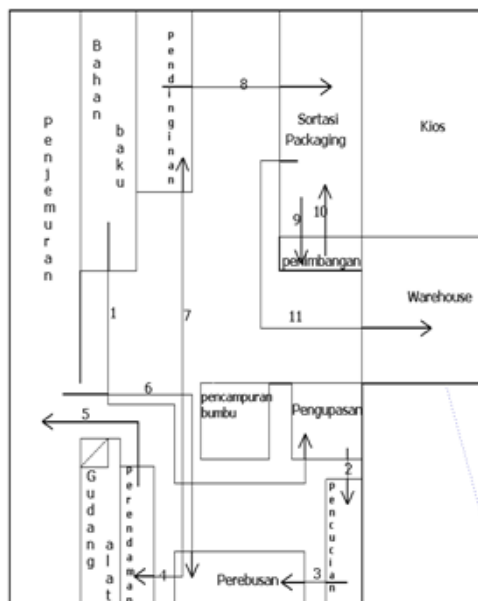 Penjemuran
Bahan
baku
Pendinginan
8
Sortasi
Packaging
Kios
9
10
penimbangan
Warehouse
1
7
11
6
5
pencampuran
bumbu
Pengupasan
2
Gudang
alat
Perendaman
4
Perebusan
3
Pencucian